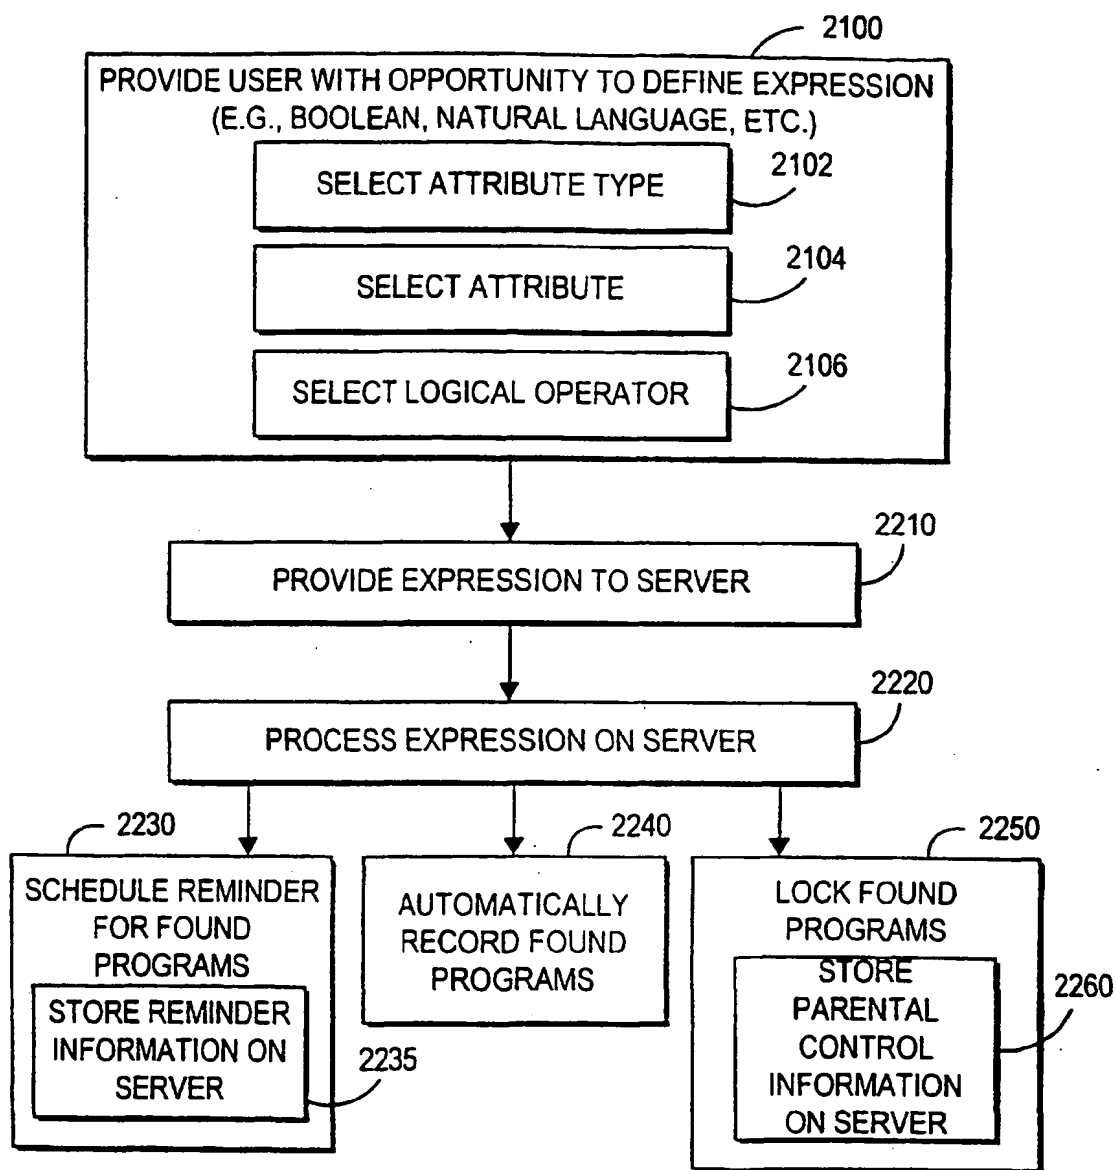 2100
PROVIDE USER WITH OPPORTUNITY TO DEFINE EXPRESSION
(E.G., BOOLEAN, NATURAL LANGUAGE, ETC.)
SELECT ATTRIBUTE TYPE
2102
SELECT ATTRIBUTE
2104
SELECT LOGICAL OPERATOR
2106
PROVIDE EXPRESSION TO SERVER
2210
PROCESS EXPRESSION ON SERVER
2220
2230
SCHEDULE REMINDER
FOR FOUND
PROGRAMS
STORE REMINDER
INFORMATION ON
SERVER
2235
2240
AUTOMATICALLY
RECORD FOUND
PROGRAMS
2250
LOCK FOUND
PROGRAMS
STORE
PARENTAL
CONTROL
INFORMATION
ON SERVER
2260